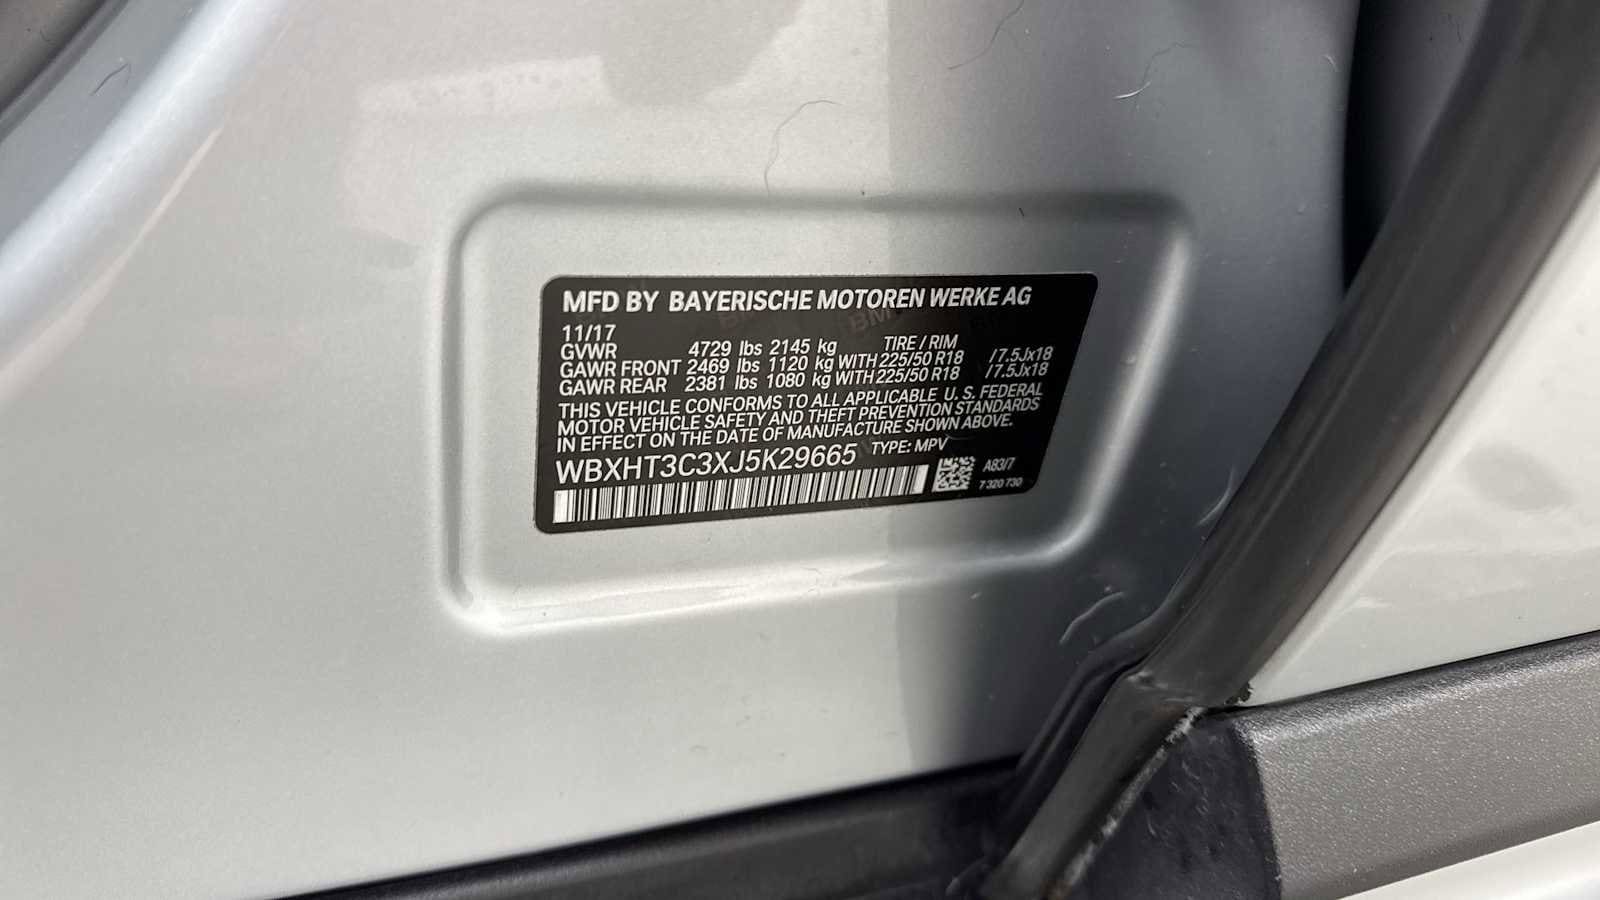 MFD BY BAYERISCHE MOTOREN WERKE AG
11/17
GVWR 4729 lbs 2145 kg TIRE / RIM
GAWR FRONT 2469 lbs 1120 kg WITH 225/50 R18 /7.5Jx18
GAWR REAR 2381 lbs 1080 kg WITH 225/50 R18 /7.5Jx18
THIS VEHICLE CONFORMS TO ALL APPLICABLE U. S. FEDERAL
MOTOR VEHICLE SAFETY AND THEFT PREVENTION STANDARDS
IN EFFECT ON THE DATE OF MANUFACTURE SHOWN ABOVE.
WBXHT3C3XJ5K29665 TYPE: MPV
A83/7
7 320 730